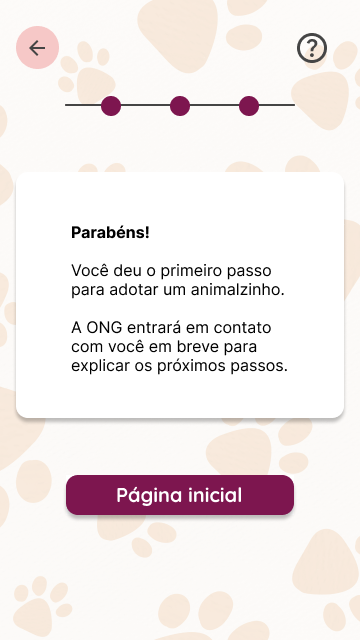 Parabéns!
Você deu o primeiro passo
para adotar um animalzinho.
A ONG entrará em contato
com você em breve para
explicar os próximos passos.
Página inicial